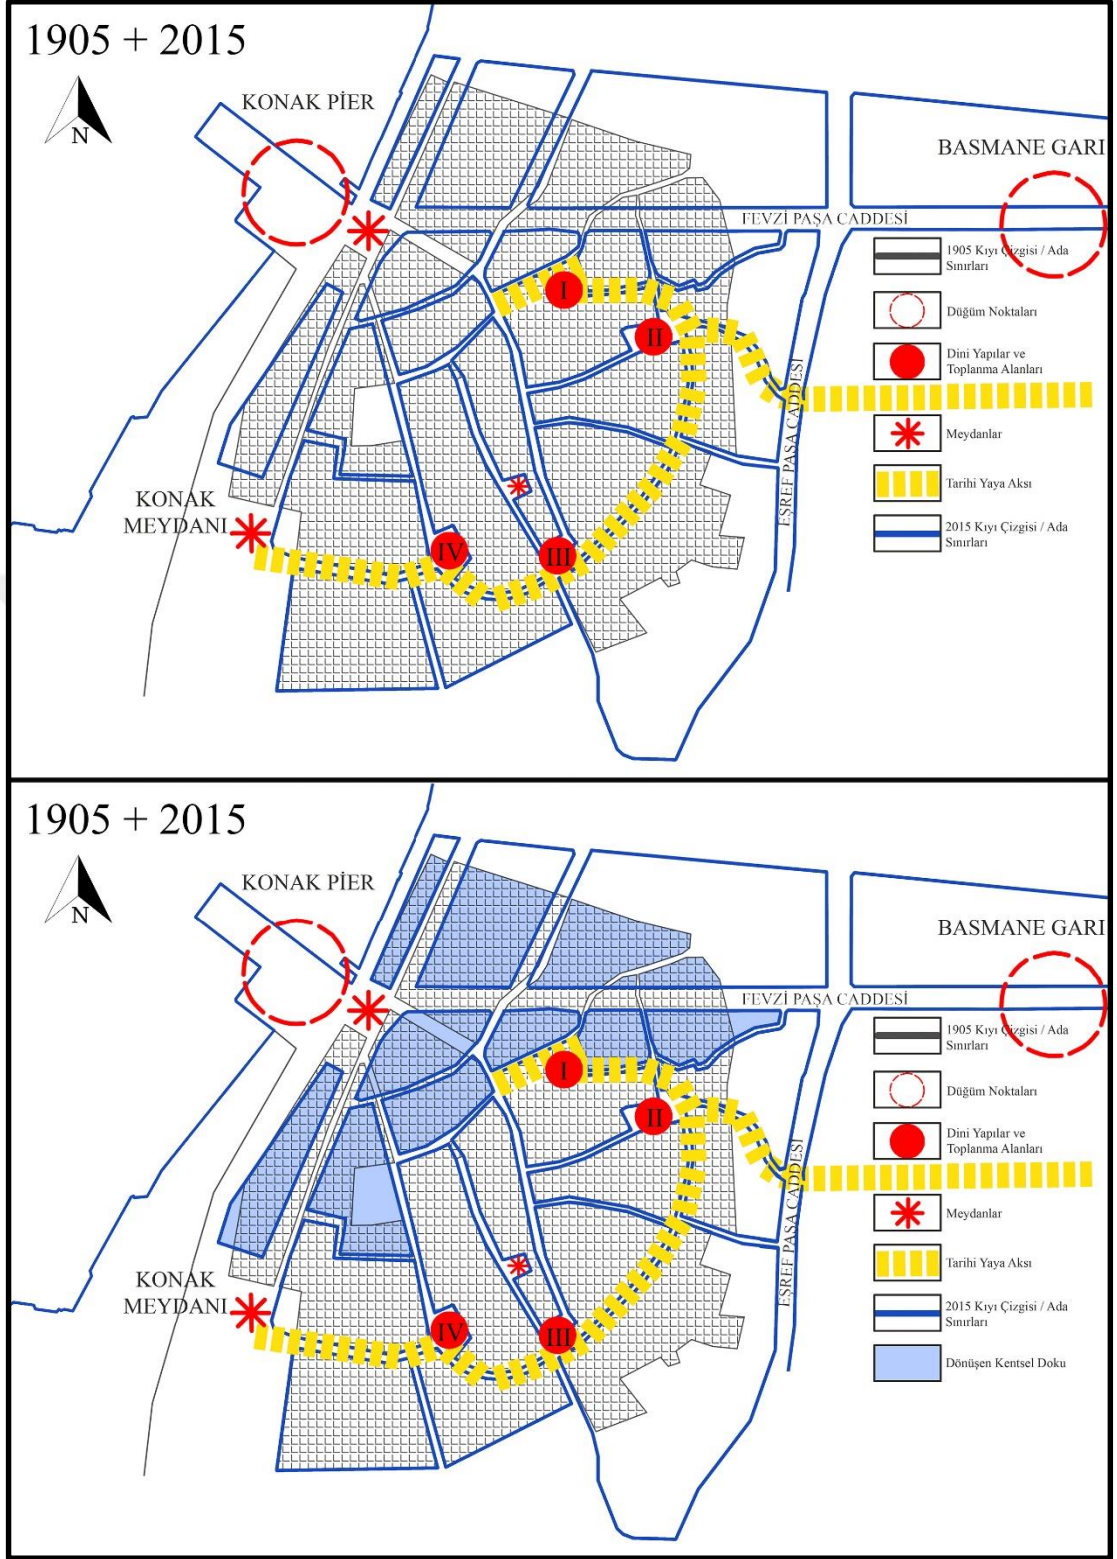 1905 + 2015
KONAK PİER
N
BASMANE GARI
FEVZİ PAŞA CADDESİ
1905 Kıyı Çizgisi / Ada
Sınırları
I
Düğüm Noktaları
II
Dini Yapılar ve
Toplanma Alanları
EŞREF PAŞA CADDESİ
Meydanlar
KONAK
MEYDANI
Tarihi Yaya Aksı
2015 Kıyı Çizgisi / Ada
Sınırları
IV
III
1905 + 2015
KONAK PİER
N
BASMANE GARI
FEVZİ PAŞA CADDESİ
1905 Kıyı Çizgisi / Ada
Sınırları
I
Düğüm Noktaları
II
Dini Yapılar ve
Toplanma Alanları
EŞREF PAŞA CADDESİ
Meydanlar
KONAK
MEYDANI
Tarihi Yaya Aksı
2015 Kıyı Çizgisi / Ada
Sınırları
IV
III
Dönüşen Kentsel Doku